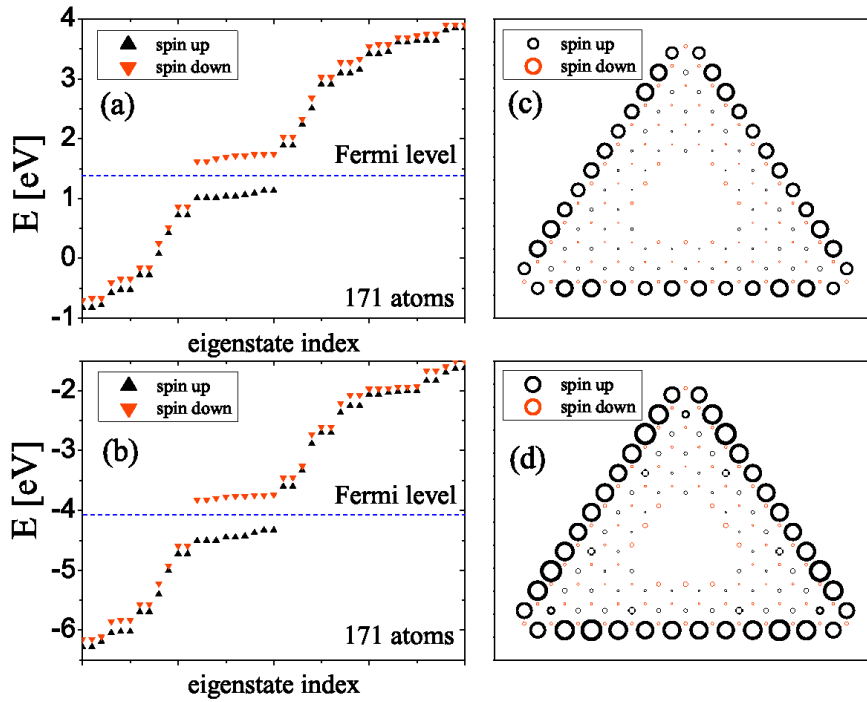 4
3
2
1
0
-1
E [eV]
spin up
spin down
(a)
Fermi level
171 atoms
eigenstate index
spin up
spin down
(c)
-2
-3
-4
-5
-6
E [eV]
spin up
spin down
(b)
Fermi level
171 atoms
eigenstate index
spin up
spin down
(d)